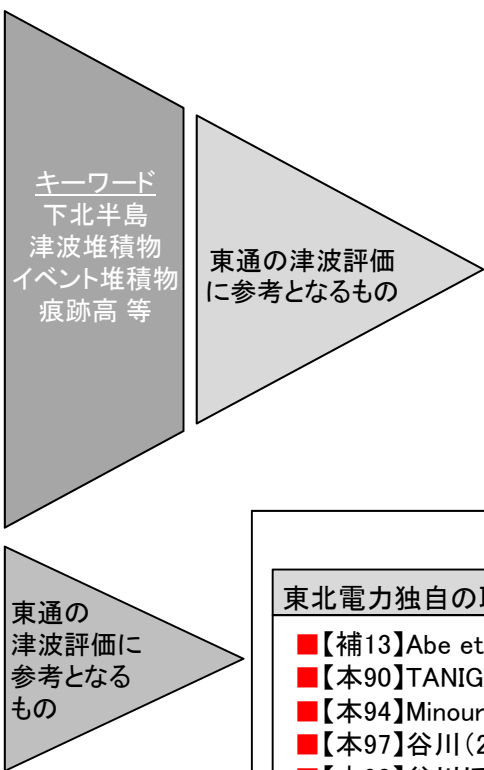 キーワード
下北半島
津波堆積物
イベント堆積物
痕跡高 等
東通の津波評価
に参考となるもの
東通の
津波評価に
参考となる
もの
東北電力独自の
■【補13】Abe et
■【本90】TANIG
■【本94】Minour
■【本97】谷川(2